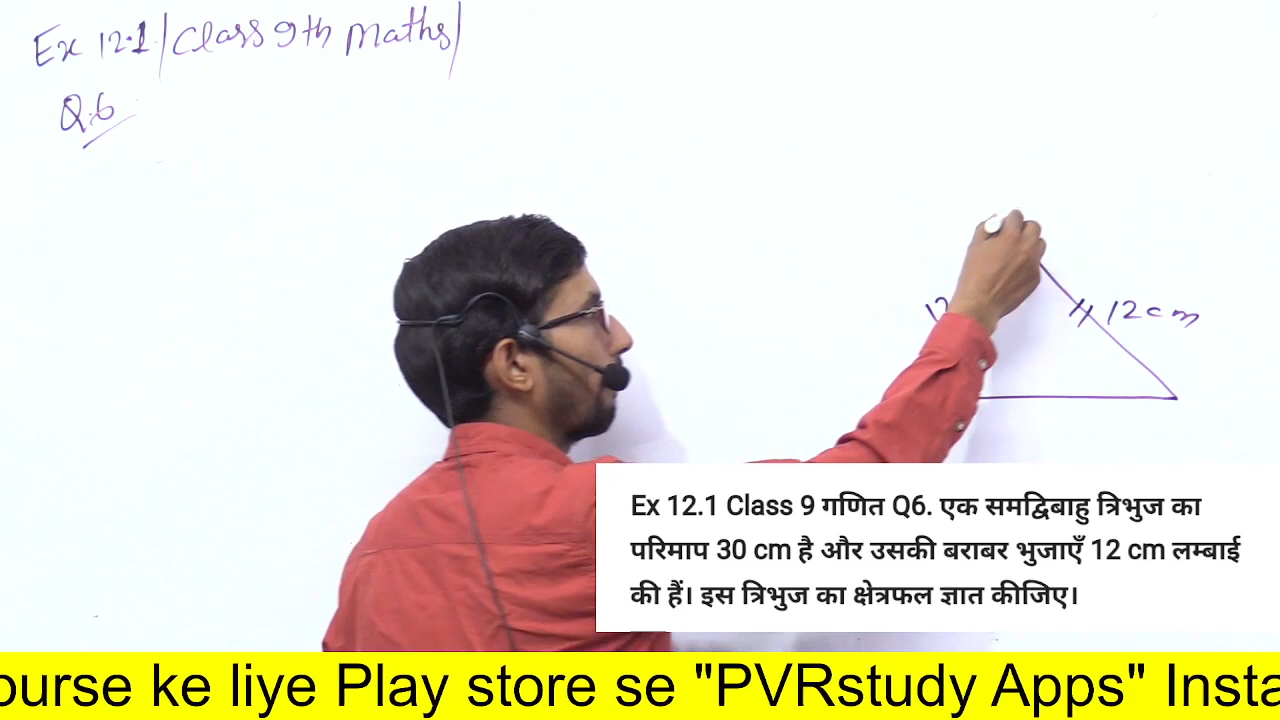 Ex 12.1 | Class 9th Maths |
Q.6
12cm
Ex 12.1 Class 9 गणित Q6. एक समद्विबाहु त्रिभुज का
परिमाप 30 cm है और उसकी बराबर भुजाएँ 12 cm लम्बाई
की हैं। इस त्रिभुज का क्षेत्रफल ज्ञात कीजिए।
ourse ke liye Play store se "PVRstudy Apps" Insta